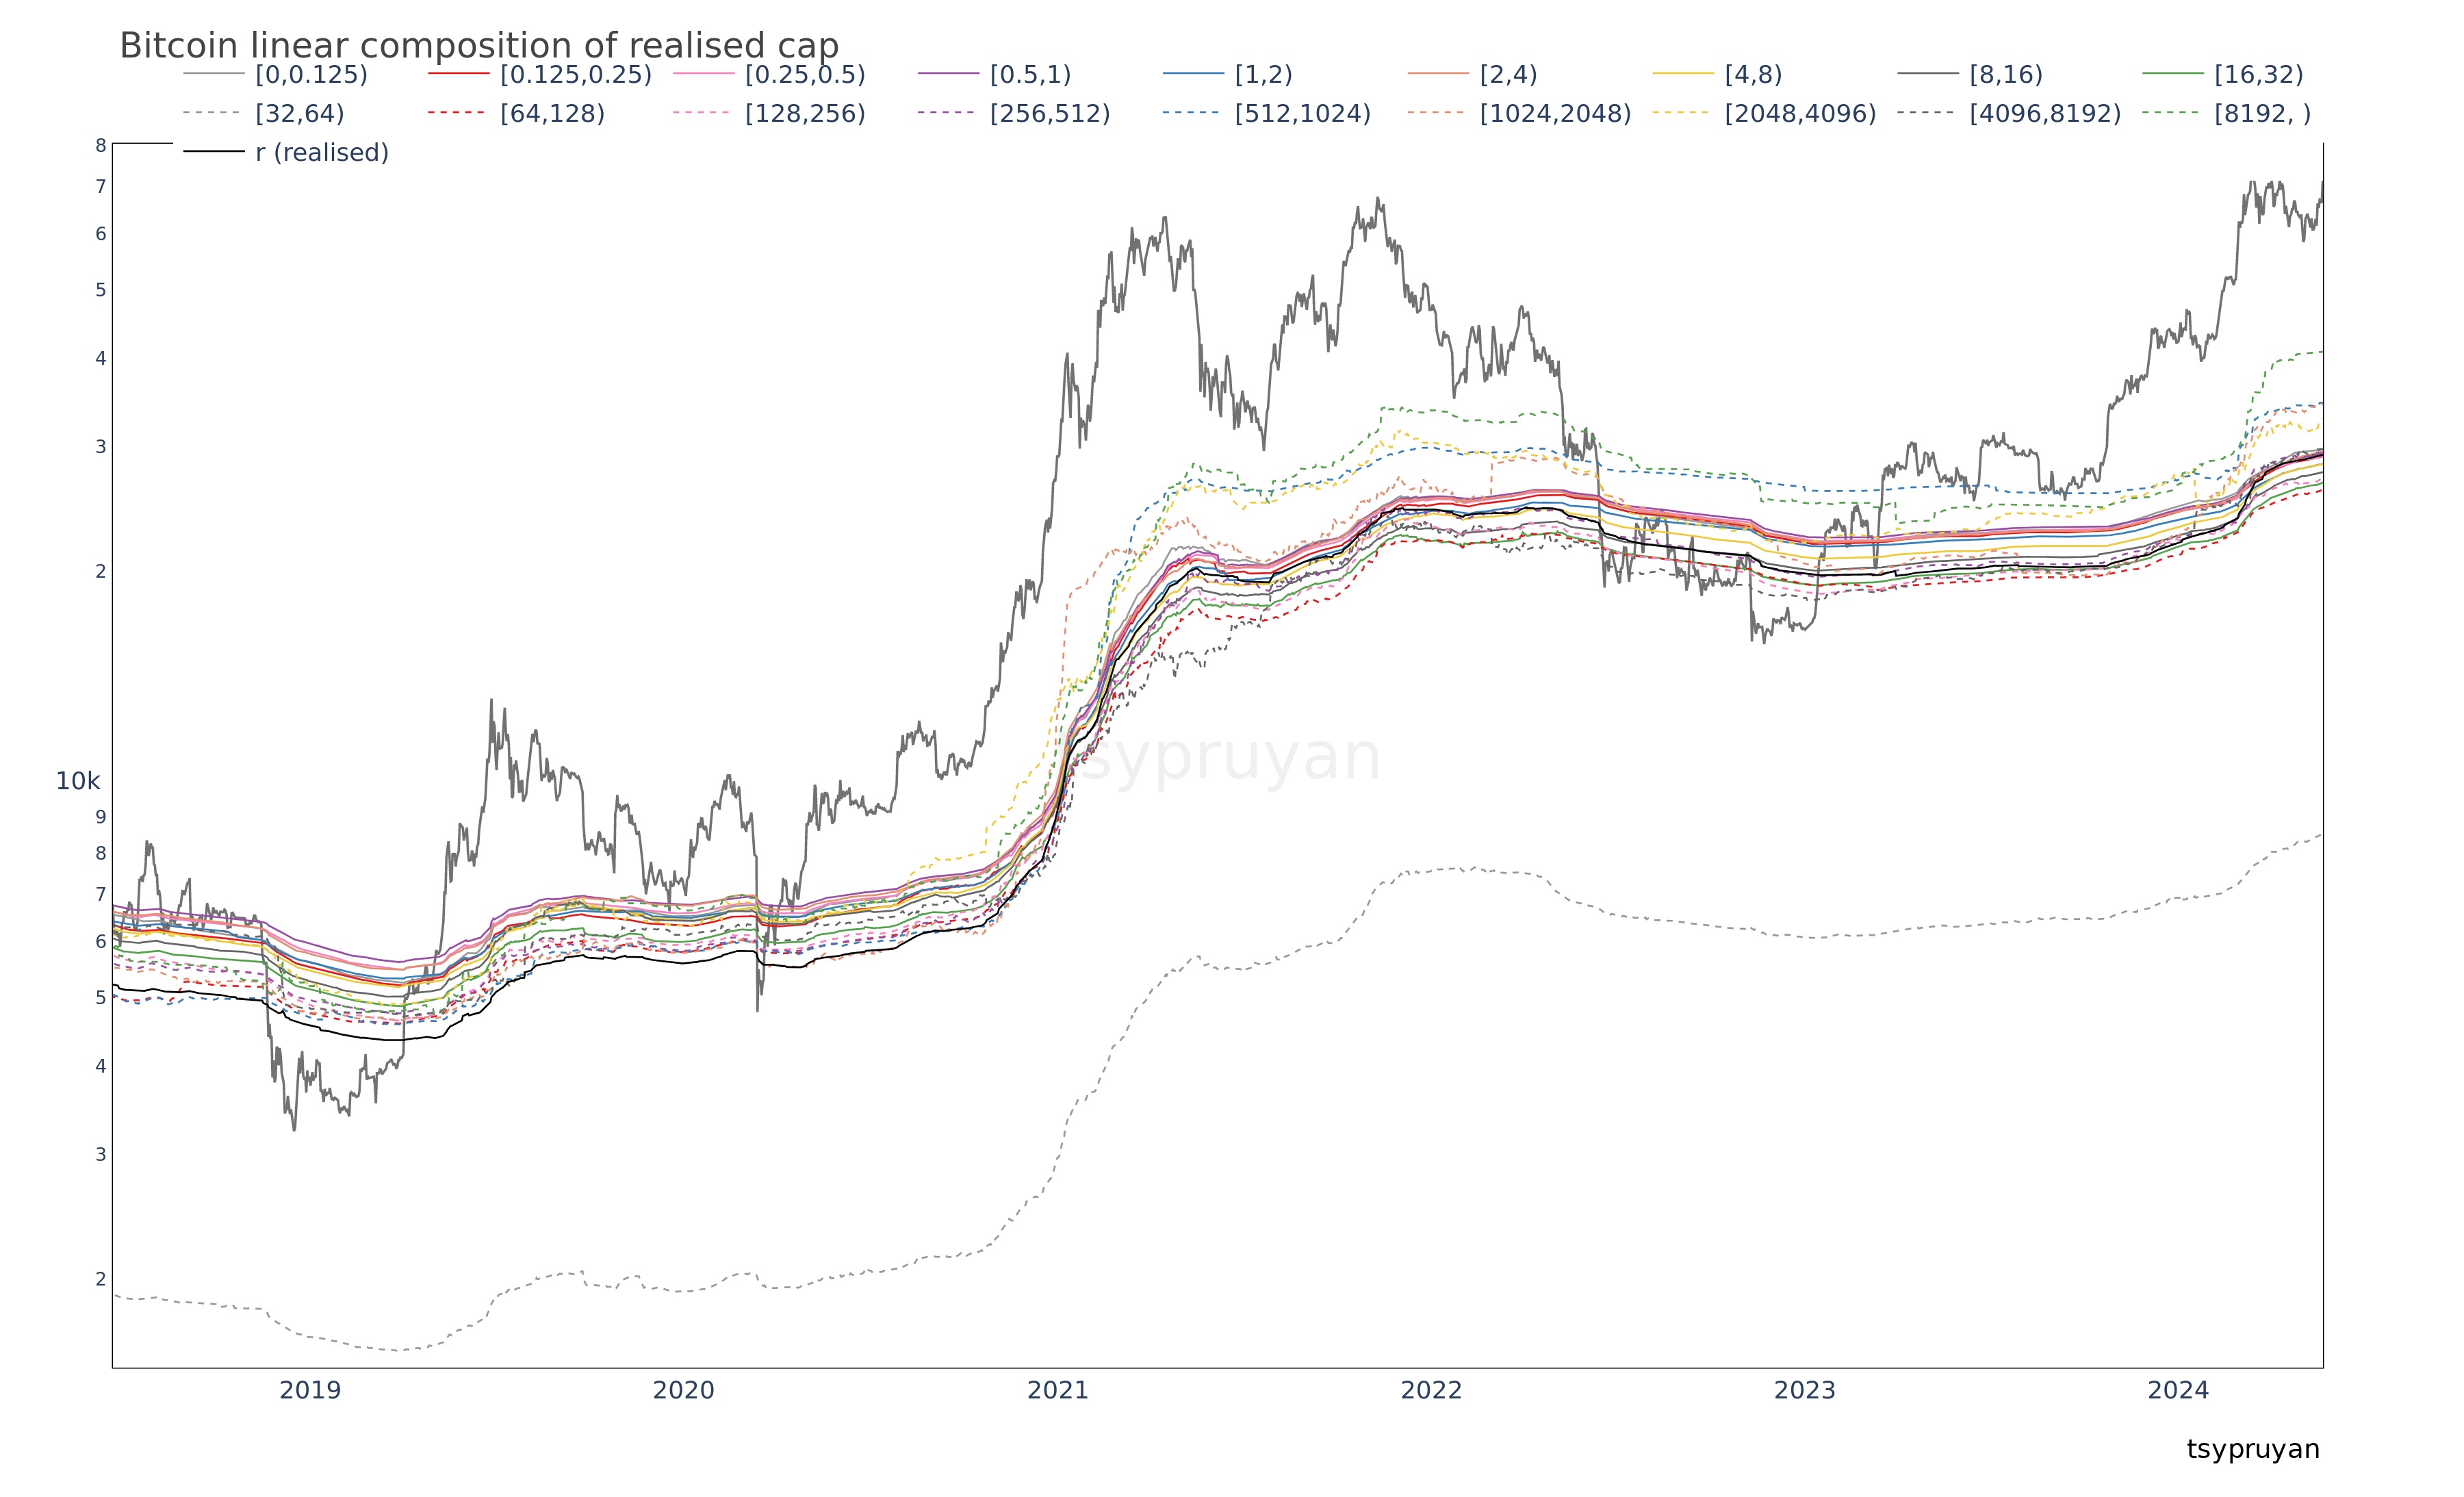 Bitcoin linear composition of realised cap
[0,0.125) [0.125,0.25) [0.25,0.5) [0.5,1) [1,2) [2,4) [4,8) [8,16) [16,32)
[32,64) [64,128) [128,256) [256,512) [512,1024) [1024,2048) [2048,4096) [4096,8192) [8192, )
r (realised)
8
7
6
5
4
3
2
tsypruyan
10k
9
8
7
6
5
4
3
2
2019 2020 2021 2022 2023 2024
tsypruyan